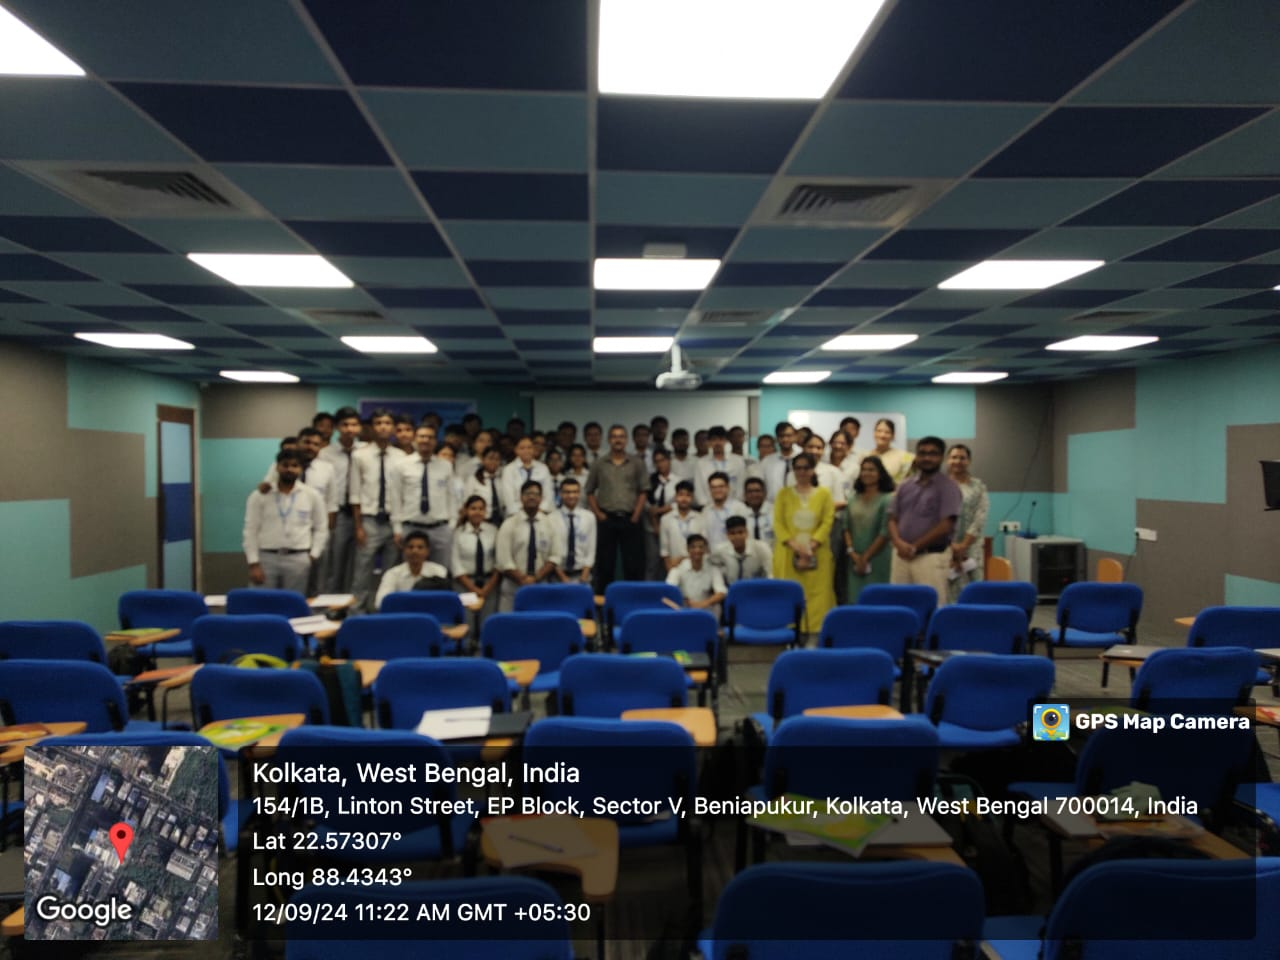 GPS Map Camera
Kolkata, West Bengal, India
154/1B, Linton Street, EP Block, Sector V, Beniapukur, Kolkata, West Bengal 700014, India
Lat 22.57307°
Long 88.4343°
12/09/24 11:22 AM GMT +05:30
Google